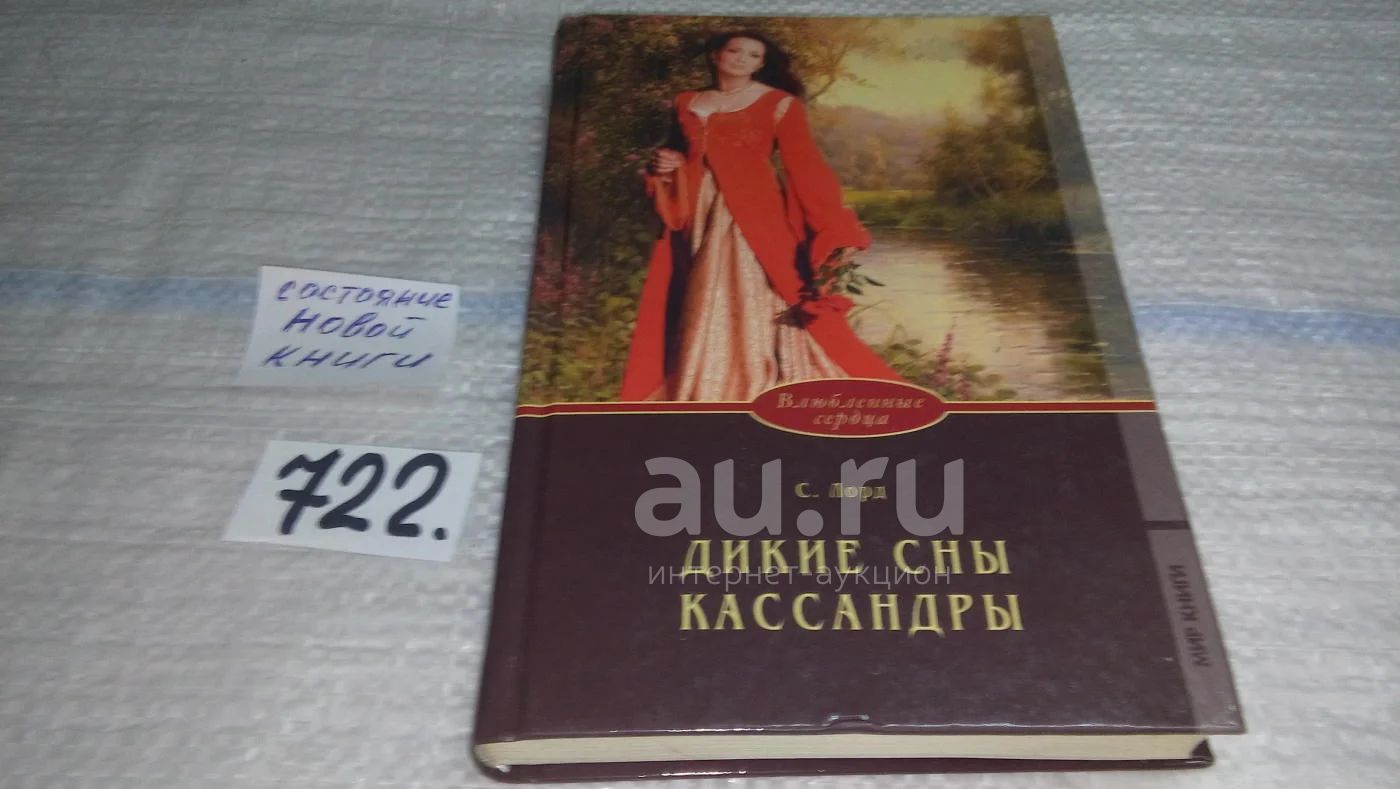 состояние
новой
книги
722.
Влюбленные
сердца
С. Лорд
ДИКИЕ СНЫ
КАССАНДРЫ
МИР КНИГИ
au.ru
интернет-аукцион